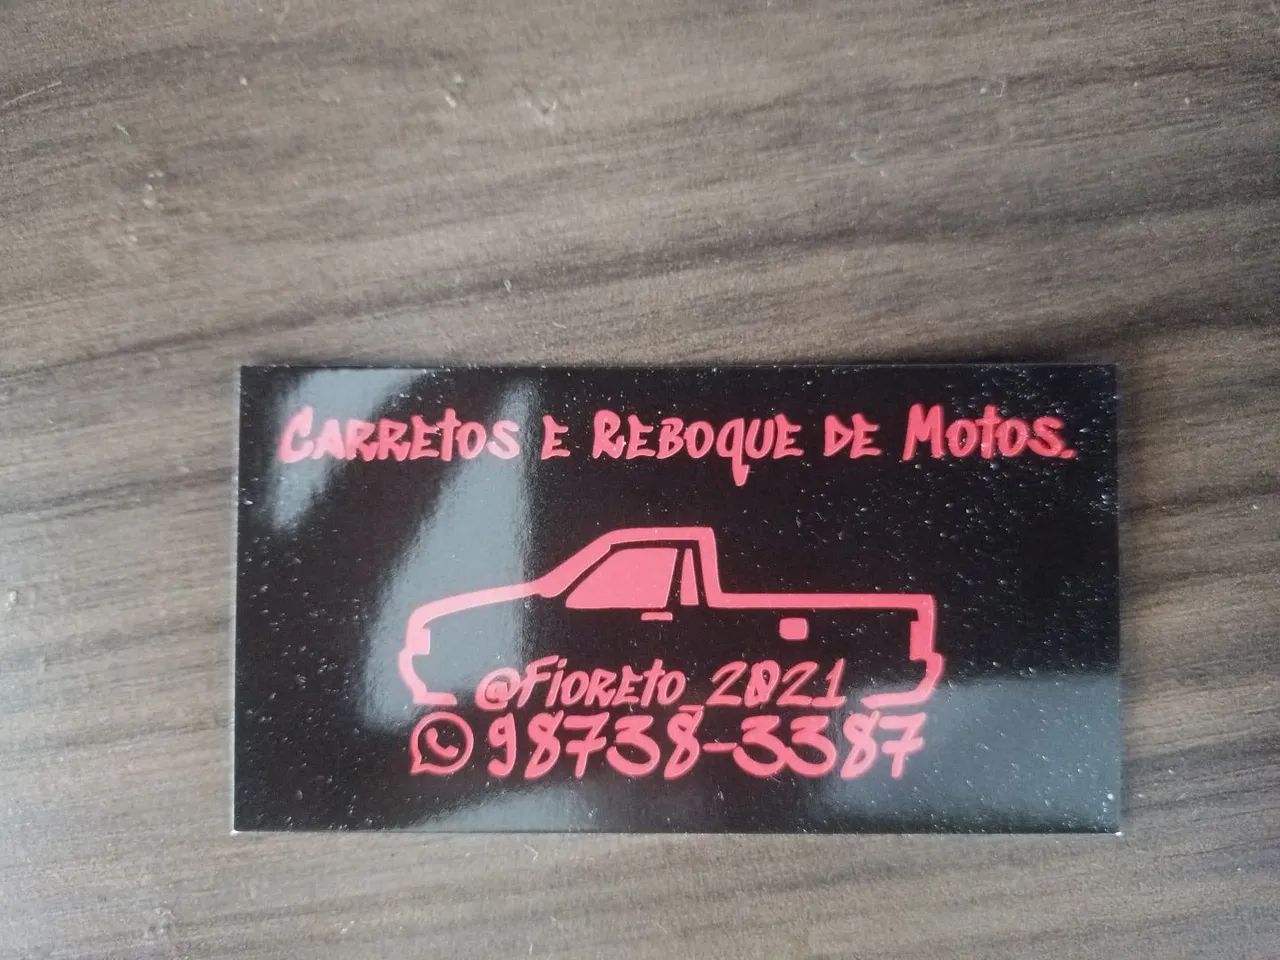 Carretos e Reboque de Motos.
@Fioreto_2021
98738-3387